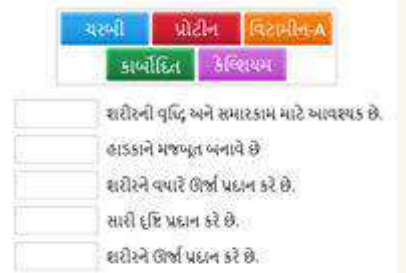 ચરબી પ્રોટીન વિટામીન-A
કાર્બોદિત કેલ્શિયમ
શરીરની વૃદ્ધિ અને સમારકામ માટે આવશ્યક છે.
હાડકાને મજબૂત બનાવે છે
શરીરને વધારે ઊર્જા પ્રદાન કરે છે.
સારી દૃષ્ટિ પ્રદાન કરે છે.
શરીરને ઊર્જા પ્રદાન કરે છે.